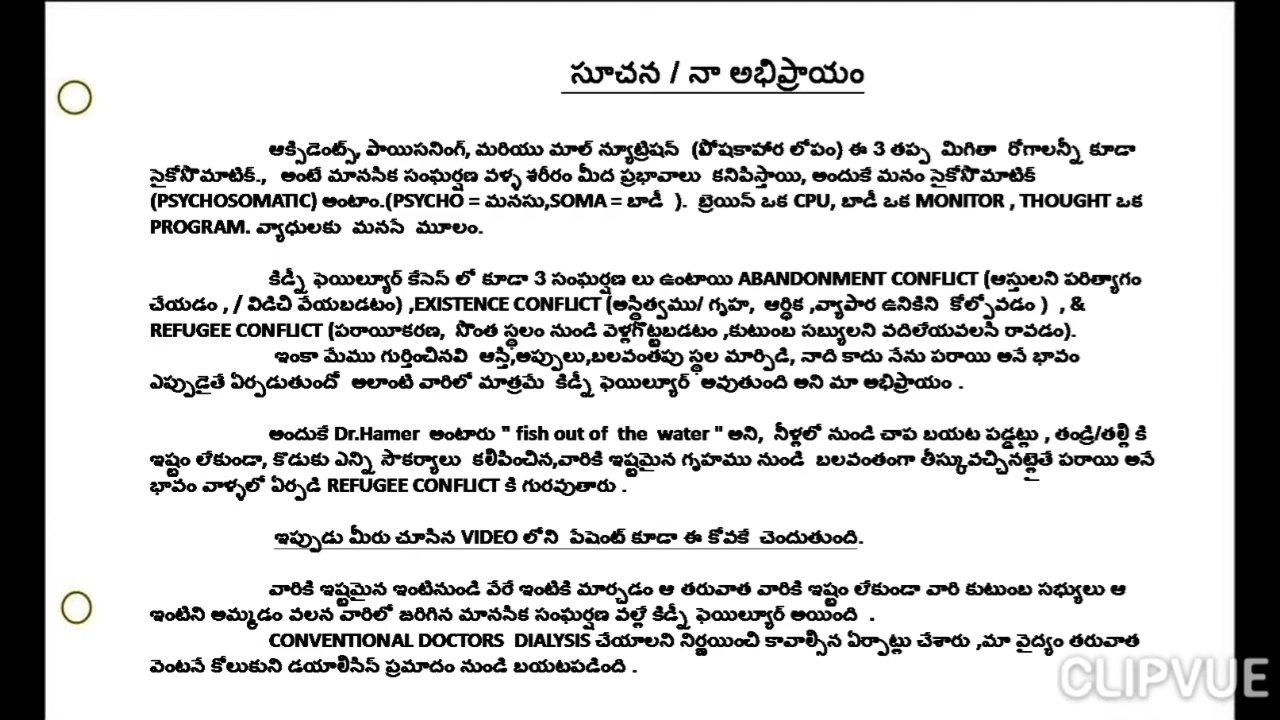 సూచన / నా అభిప్రాయం
ఆక్సిడెంట్స్, పాయిసనింగ్, మరియు మాల్ న్యూట్రిషన్ (పోషకాహార లోపం) ఈ 3 తప్ప మిగితా రోగాలన్నీ కూడా
సైకోసొమాటిక్., అంటే మానసిక సంఘర్షణ వళ్ళ శరీరం మీద ప్రభావాలు కనిపిస్తాయి, అందుకే మనం సైకోసొమాటిక్
(PSYCHOSOMATIC) అంటాం.(PSYCHO = మనసు,SOMA = బాడీ ). బ్రెయిన్ ఒక CPU, బాడీ ఒక MONITOR , THOUGHT ఒక
PROGRAM. వ్యాధులకు మనసే మూలం.
కిడ్నీ ఫెయిల్యూర్ కేసెస్ లో కూడా 3 సంఘర్షణ లు ఉంటాయి ABANDONMENT CONFLICT (ఆస్తులని పరిత్యాగం
చేయడం , / విడిచి వేయబడటం) ,EXISTENCE CONFLICT (అస్థిత్వము/ గృహ, ఆర్ధిక ,వ్యాపార ఉనికిని కోల్పోవడం ) , &
REFUGEE CONFLICT (పరాయీకరణ, సొంత స్థలం నుండి వెళ్లగొట్టబడటం ,కుటుంబ సబ్యులని వదిలేయవలసి రావడం).
ఇంకా మేము గుర్తించినవి ఆస్తి,అప్పులు,బలవంతపు స్థల మార్పిడి, నాది కాదు నేను పరాయి అనే భావం
ఎప్పుడైతే ఏర్పడుతుందో అలాంటి వారిలో మాత్రమే కిడ్నీ ఫెయిల్యూర్ అవుతుంది అని మా అభిప్రాయం .
అందుకే Dr.Hamer అంటారు " fish out of the water " అని, నీళ్లలో నుండి చాప బయట పడ్డట్లు , తండ్రి/తల్లి కి
ఇష్టం లేకుండా, కొడుకు ఎన్ని సౌకర్యాలు కలిపించిన,వారికి ఇష్టమైన గృహము నుండి బలవంతంగా తీస్కువచ్చినట్లైతే పరాయి అనే
భావం వాళ్ళలో ఏర్పడి REFUGEE CONFLICT కి గురవుతారు .
ఇప్పుడు మీరు చూసిన VIDEO లోని పేషెంట్ కూడా ఈ కోవకే చెందుతుంది.
వారికి ఇష్టమైన ఇంటినుండి వేరే ఇంటికి మార్చడం ఆ తరువాత వారికి ఇష్టం లేకుండా వారి కుటుంబ సభ్యులు ఆ
ఇంటిని అమ్మడం వలన వారిలో జరిగిన మానసిక సంఘర్షణ వల్లే కిడ్నీ ఫెయిల్యూర్ అయింది .
CONVENTIONAL DOCTORS DIALYSIS చేయాలని నిర్ణయించి కావాల్సిన ఏర్పాట్లు చేశారు ,మా వైద్యం తరువాత
వెంటనే కోలుకుని డయాలిసిస్ ప్రమాదం నుండి బయటపడింది .
CLIPVUE